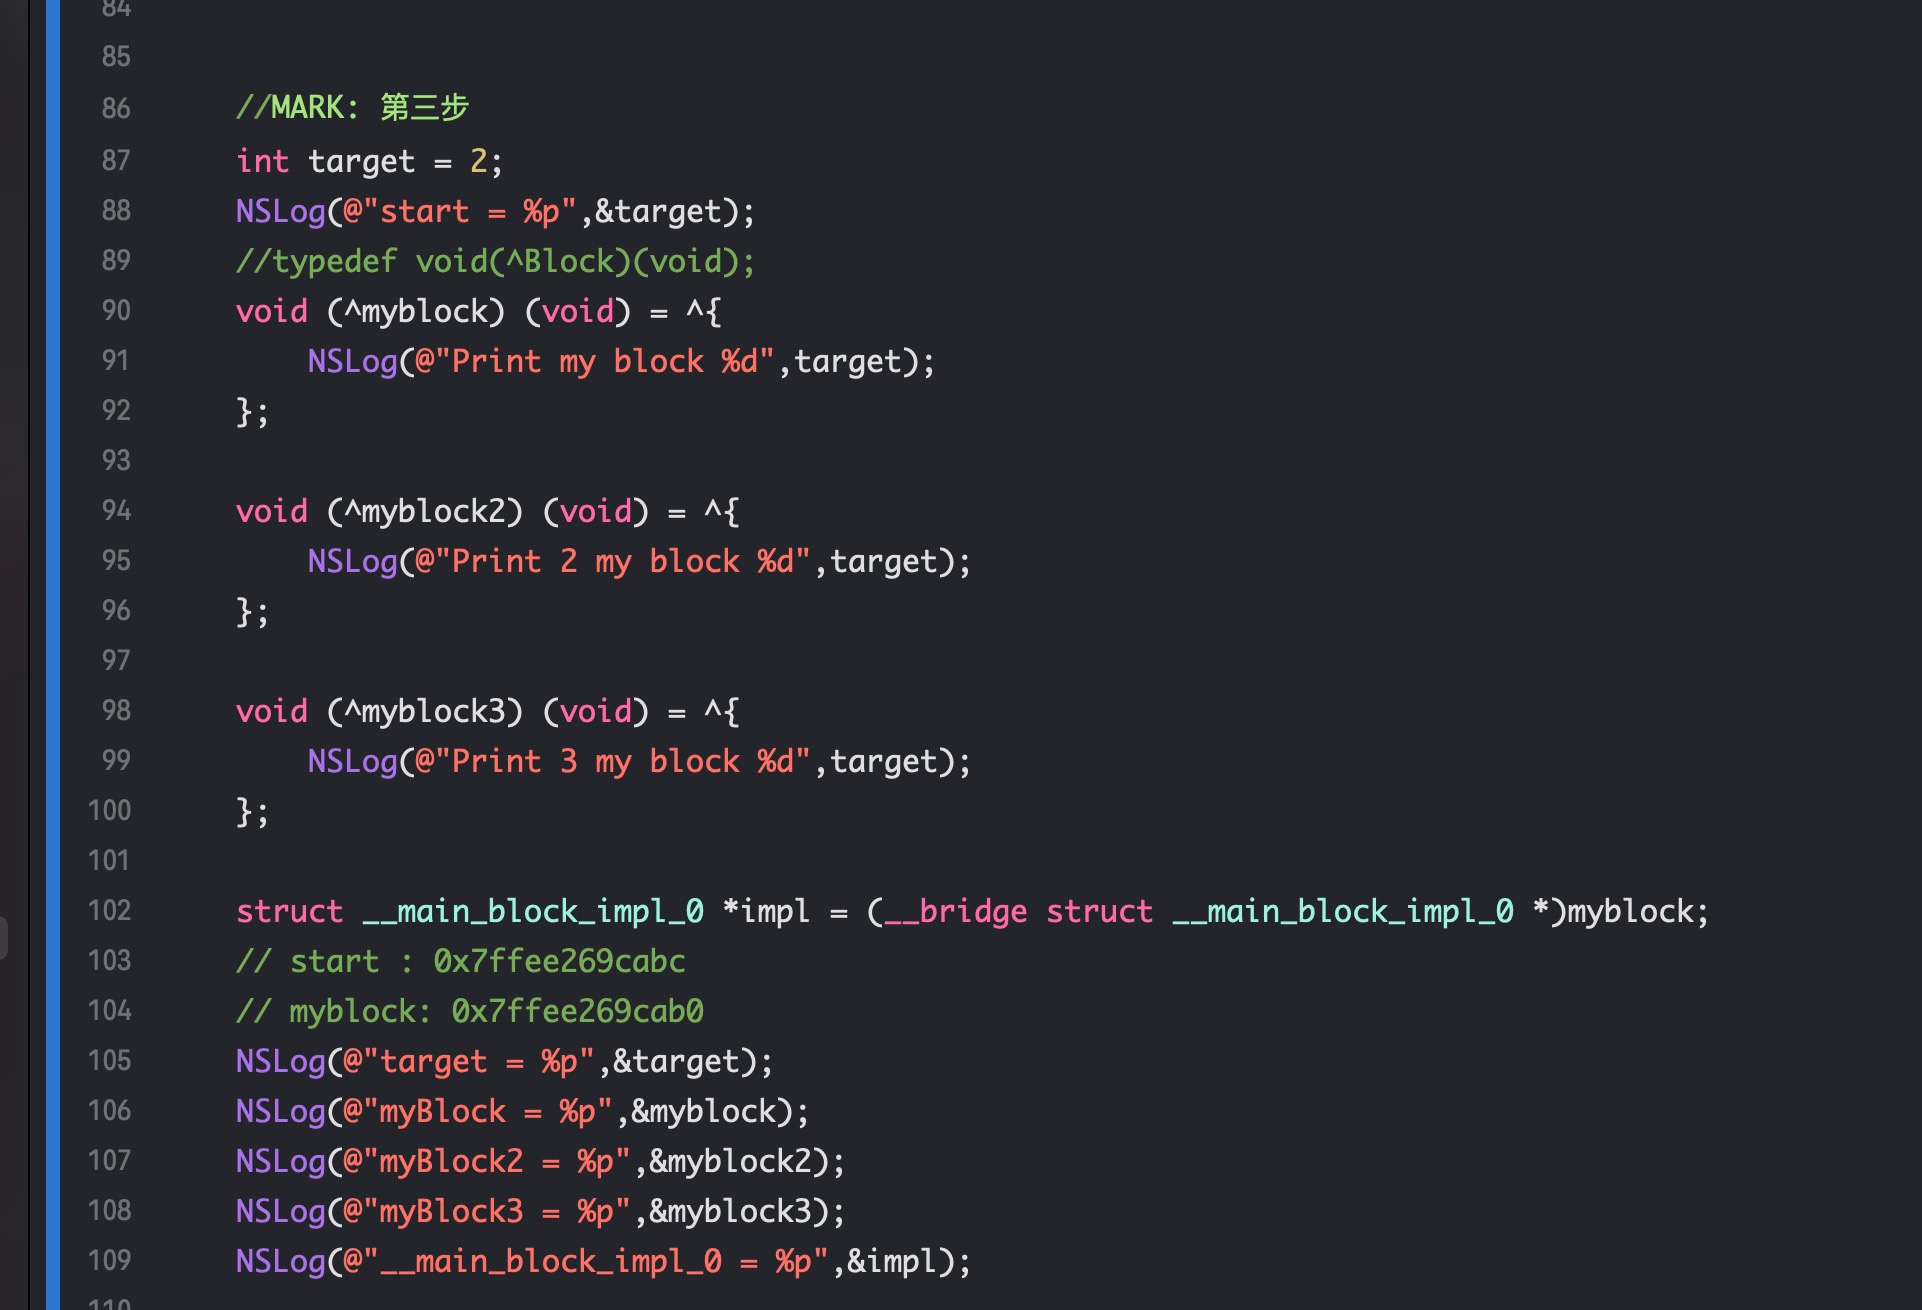 84
85
86 //MARK: 第三步
87 int target = 2;
88 NSLog(@"start = %p",&target);
89 //typedef void(^Block)(void);
90 void (^myblock) (void) = ^{
91 NSLog(@"Print my block %d",target);
92 };
93
94 void (^myblock2) (void) = ^{
95 NSLog(@"Print 2 my block %d",target);
96 };
97
98 void (^myblock3) (void) = ^{
99 NSLog(@"Print 3 my block %d",target);
100 };
101
102 struct __main_block_impl_0 *impl = (__bridge struct __main_block_impl_0 *)myblock;
103 // start : 0x7ffee269cabc
104 // myblock: 0x7ffee269cab0
105 NSLog(@"target = %p",&target);
106 NSLog(@"myBlock = %p",&myblock);
107 NSLog(@"myBlock2 = %p",&myblock2);
108 NSLog(@"myBlock3 = %p",&myblock3);
109 NSLog(@"__main_block_impl_0 = %p",&impl);
110